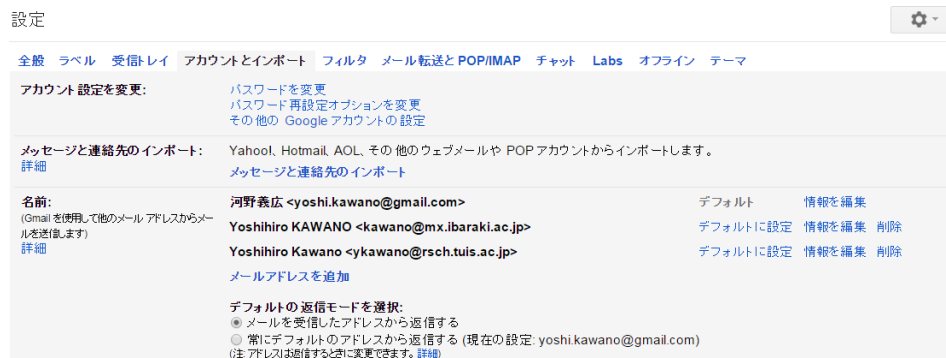 設定
全般 ラベル 受信トレイ アカウントとインポート フィルタ メール転送と POP/IMAP チャット Labs オフライン テーマ
アカウント設定を変更: パスワードを変更
パスワード再設定オプションを変更
その他の Google アカウントの設定
メッセージと連絡先のインポート: Yahoo!、Hotmail、AOL、その他のウェブメールや POP アカウントからインポートします。
詳細
メッセージと連絡先のインポート
名前: 河野義広 <yoshi.kawano@gmail.com> デフォルト 情報を編集
(Gmail を使用して他のメール アドレスからメー
ルを送信します)
詳細
Yoshihiro KAWANO <kawano@mx.ibaraki.ac.jp> デフォルトに設定 情報を編集 削除
Yoshihiro Kawano <ykawano@rsch.tuis.ac.jp> デフォルトに設定 情報を編集 削除
メールアドレスを追加
デフォルトの返信モードを選択:
メールを受信したアドレスから返信する
常にデフォルトのアドレスから返信する (現在の設定: yoshi.kawano@gmail.com)
(注: アドレスは返信するときに変更できます。 詳細)